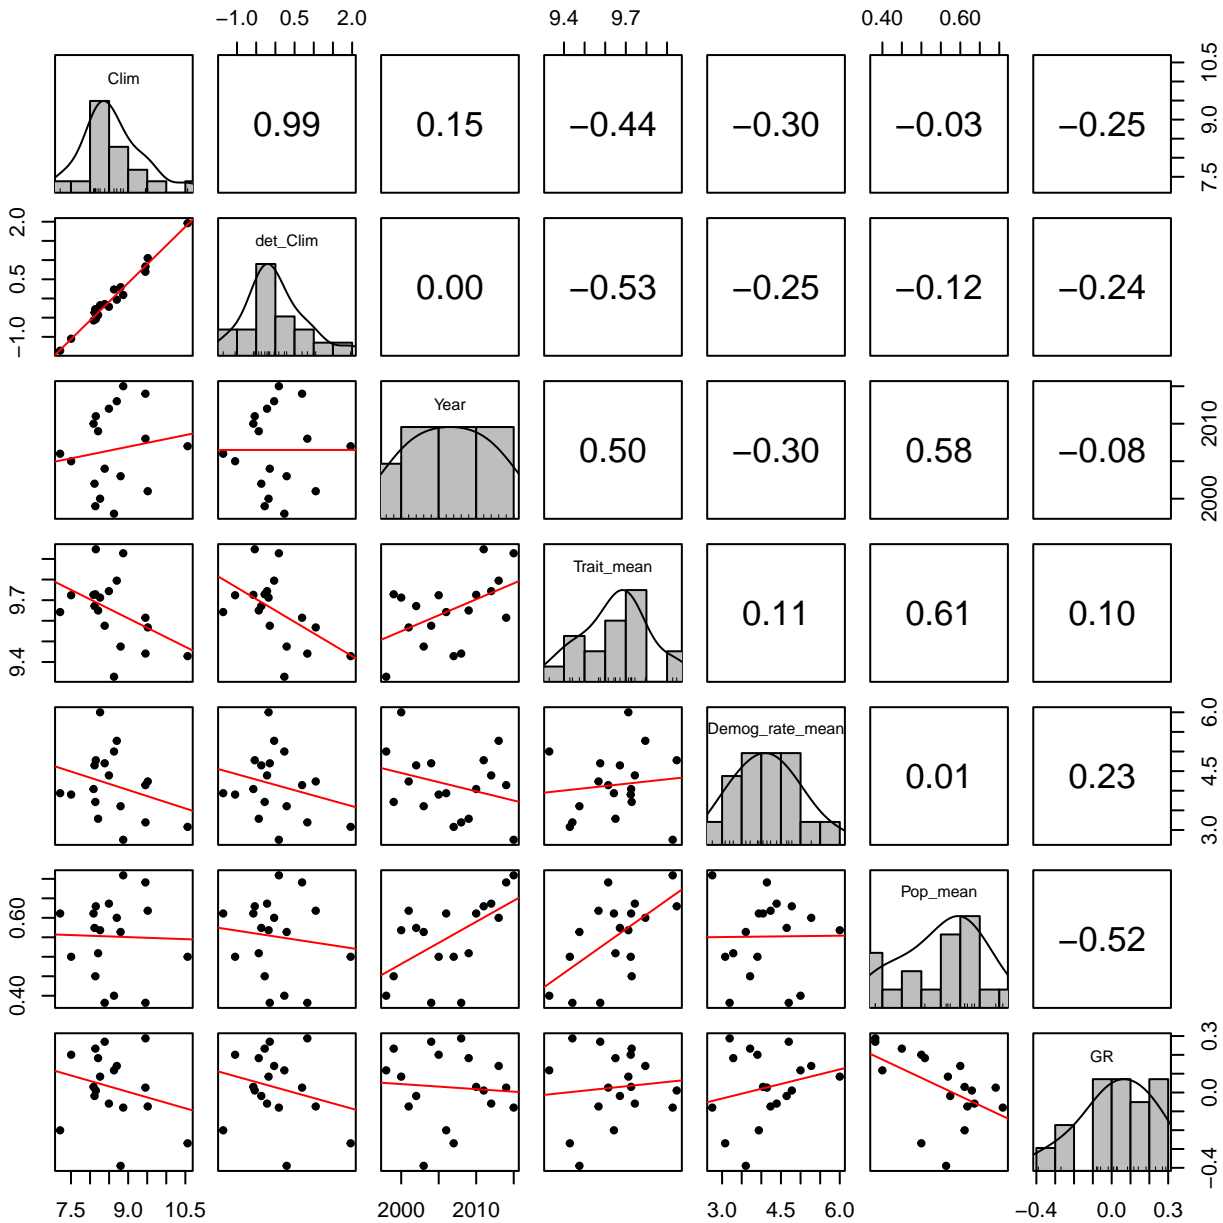 −1.0 0.5 2.0 9.4 9.7 0.40 0.60
Clim 0.99 0.15 −0.44 −0.30 −0.03 −0.25
7.5 9.0 10.5
−1.0 0.5 2.0
det_Clim 0.00 −0.53 −0.25 −0.12 −0.24
Year 0.50 −0.30 0.58 −0.08
2000 2010
9.4 9.7
Trait_mean 0.11 0.61 0.10
Demog_rate_mean 0.01 0.23
3.0 4.5 6.0
0.40 0.60
Pop_mean −0.52
GR
−0.4 0.0 0.3
7.5 9.0 10.5 2000 2010 3.0 4.5 6.0 −0.4 0.0 0.3